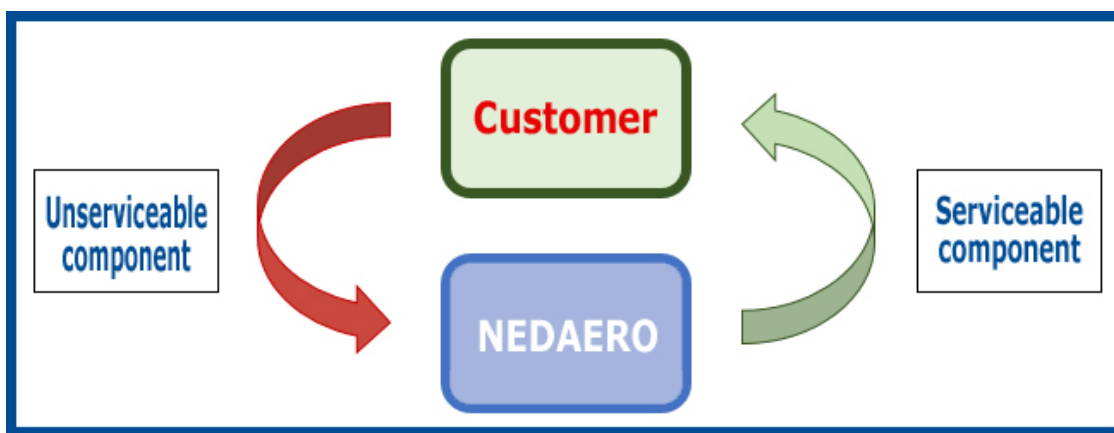 Customer
Unserviceable
component
Serviceable
component
NEDAERO